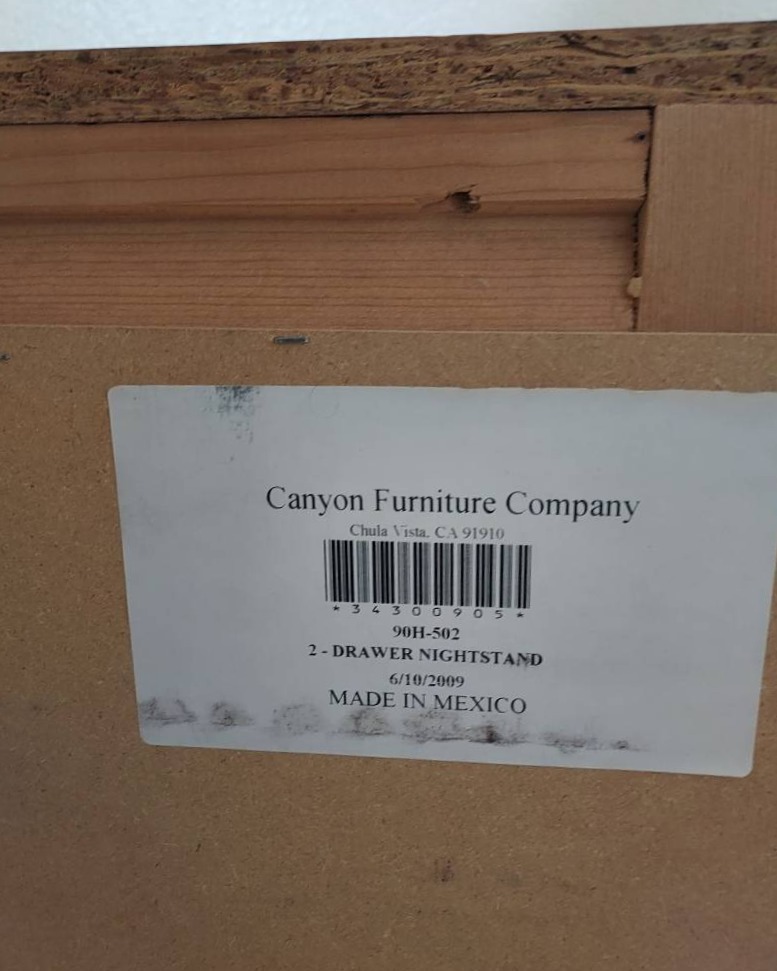 Canyon Furniture Company
Chula Vista, CA 91910
*34300905*
90H-502
2 - DRAWER NIGHTSTAND
6/10/2009
MADE IN MEXICO